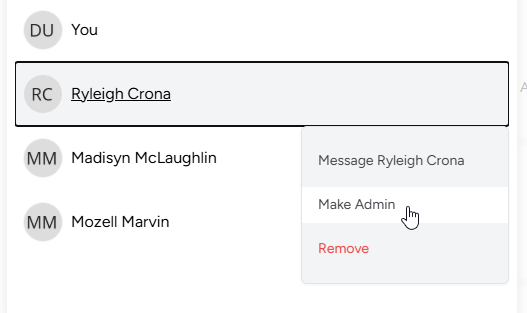 DU You
RC Ryleigh Crona
MM Madisyn McLaughlin
Message Ryleigh Crona
Make Admin
MM Mozell Marvin
Remove